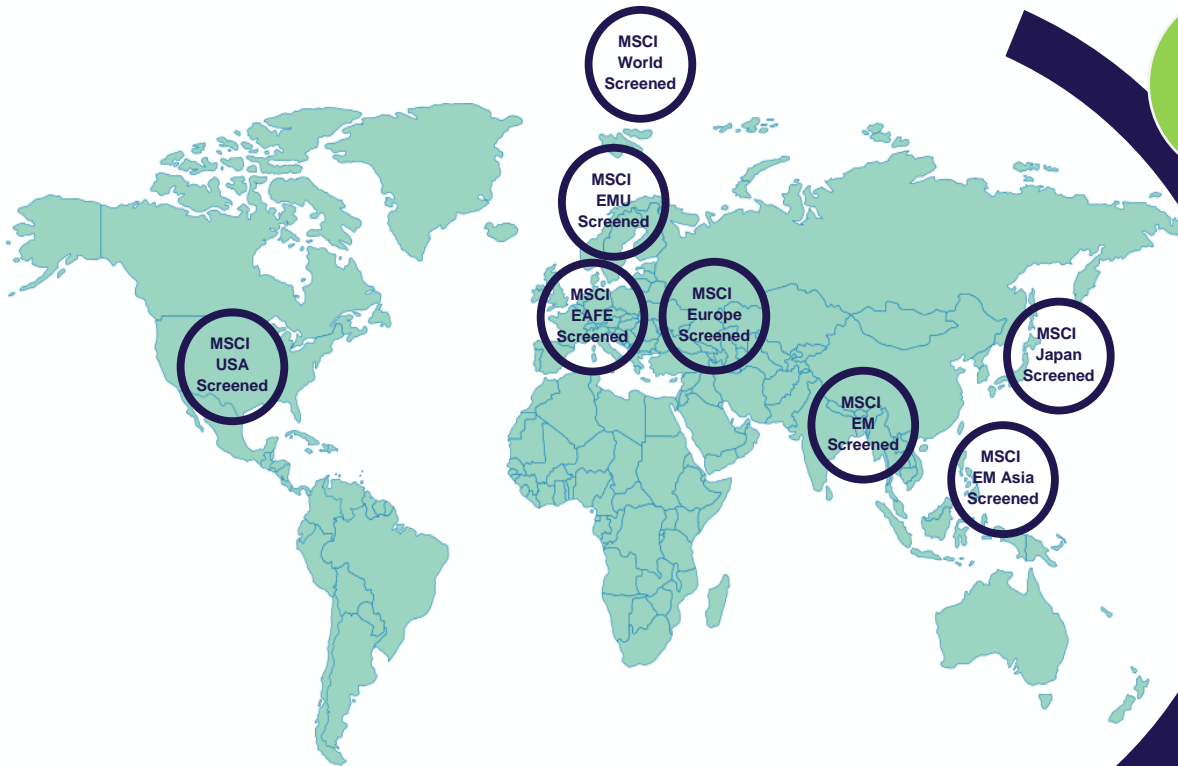 MSCI
World
Screened
MSCI
EMU
Screened
MSCI
EAFE
Screened
MSCI
Europe
Screened
MSCI
USA
Screened
MSCI
Japan
Screened
MSCI
EM
Screened
MSCI
EM Asia
Screened